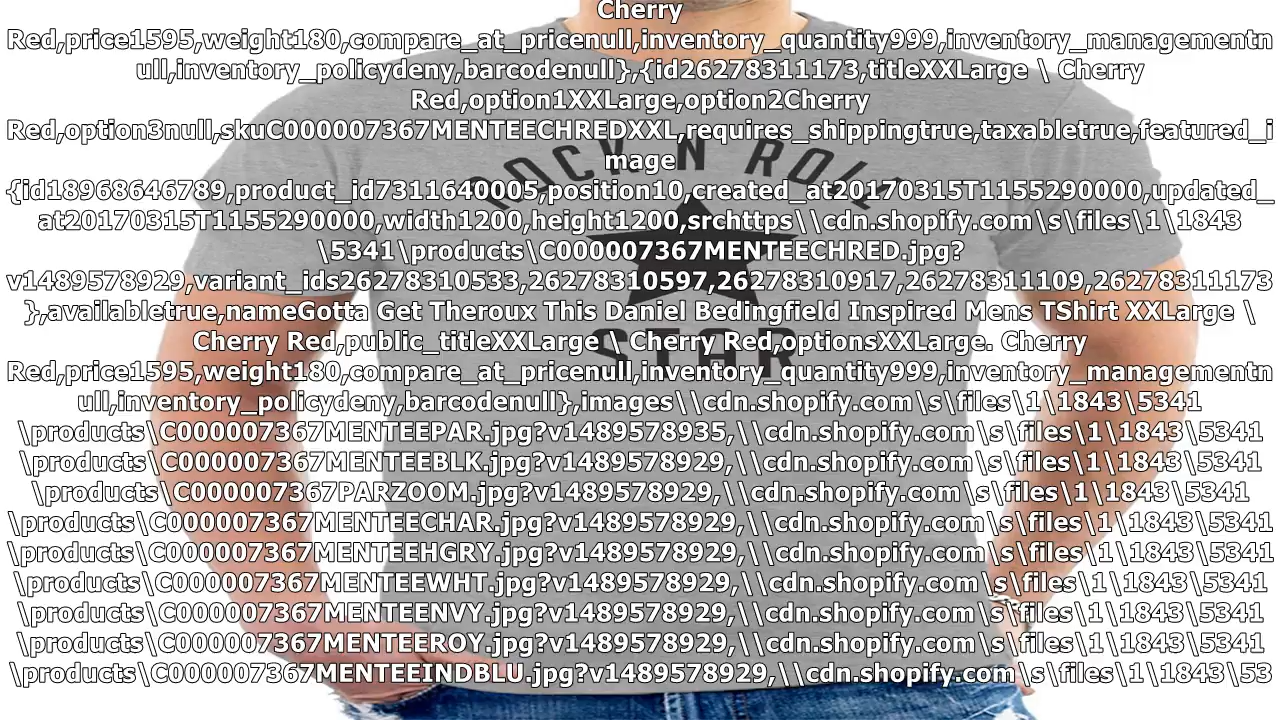 Cherry
Red,price1595,weight180,compare_at_pricenull,inventory_quantity999,inventory_managementn
ull,inventory_policydeny,barcodenull},{id26278311173,titleXXLarge \ Cherry
Red,option1XXLarge,option2Cherry
Red,option3null,skuC000007367MENTEECHREDXXL,requires_shippingtrue,taxabletrue,featured_i
mage
{id18968646789,product_id7311640005,position10,created_at20170315T1155290000,updated_
at20170315T1155290000,width1200,height1200,srchttps\\cdn.shopify.com\s\files\1\1843
\5341\products\C000007367MENTEECHRED.jpg?
v1489578929,variant_ids26278310533,26278310597,26278310917,26278311109,26278311173
},availabletrue,nameGotta Get Theroux This Daniel Bedingfield Inspired Mens TShirt XXLarge \
Cherry Red,public_titleXXLarge \ Cherry Red,optionsXXLarge. Cherry
Red,price1595,weight180,compare_at_pricenull,inventory_quantity999,inventory_managementn
ull,inventory_policydeny,barcodenull},images\\cdn.shopify.com\s\files\1\1843\5341
\products\C000007367MENTEEPAR.jpg?v1489578935,\\cdn.shopify.com\s\files\1\1843\5341
\products\C000007367MENTEEBLK.jpg?v1489578929,\\cdn.shopify.com\s\files\1\1843\5341
\products\C000007367PARZOOM.jpg?v1489578929,\\cdn.shopify.com\s\files\1\1843\5341
\products\C000007367MENTEECHAR.jpg?v1489578929,\\cdn.shopify.com\s\files\1\1843\5341
\products\C000007367MENTEEHGRY.jpg?v1489578929,\\cdn.shopify.com\s\files\1\1843\5341
\products\C000007367MENTEEWHT.jpg?v1489578929,\\cdn.shopify.com\s\files\1\1843\5341
\products\C000007367MENTEENVY.jpg?v1489578929,\\cdn.shopify.com\s\files\1\1843\5341
\products\C000007367MENTEEROY.jpg?v1489578929,\\cdn.shopify.com\s\files\1\1843\5341
\products\C000007367MENTEEINDBLU.jpg?v1489578929,\\cdn.shopify.com\s\files\1\1843\53
ROCK N ROLL
STAR